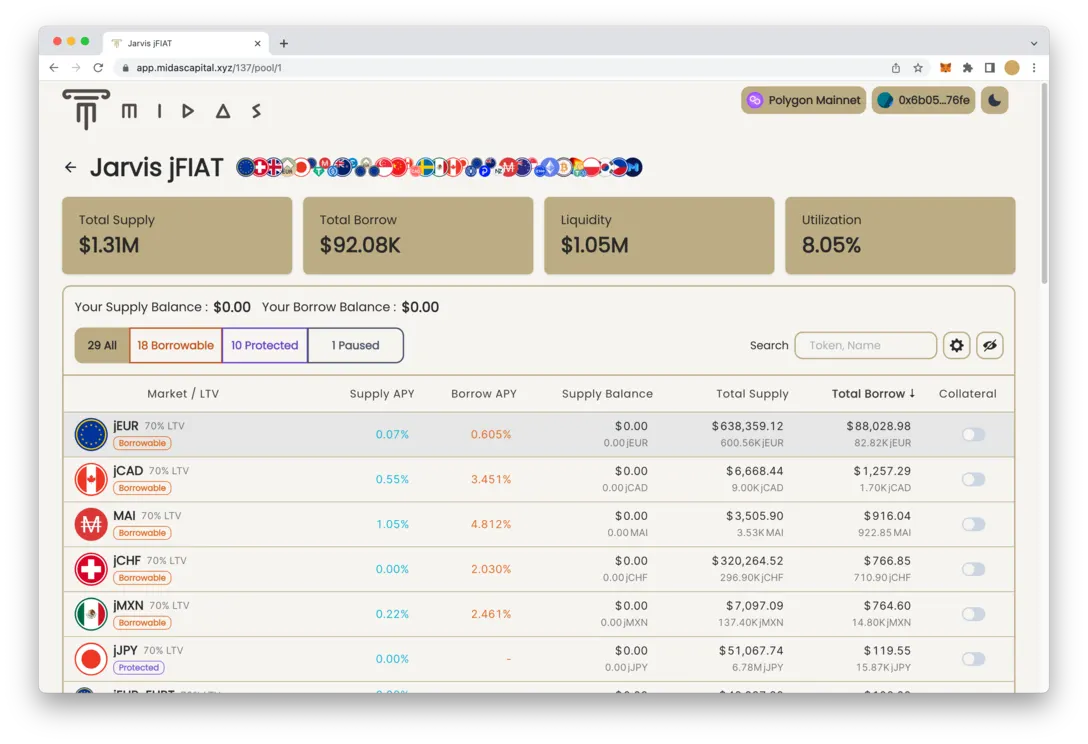 Jarvis jFIAT
app.midascapital.xyz/137/pool/1
MIDAS
Polygon Mainnet
0x6b05...76fe
Jarvis jFIAT
Total Supply
$1.31M
Total Borrow
$92.08K
Liquidity
$1.05M
Utilization
8.05%
Your Supply Balance : $0.00 Your Borrow Balance : $0.00
29 All 18 Borrowable 10 Protected 1 Paused
Search Token, Name
Market / LTV Supply APY Borrow APY Supply Balance Total Supply Total Borrow ↓ Collateral
jEUR 70% LTV
Borrowable
0.07% 0.605%
$0.00 $638,359.12 $88,028.98
0.00 jEUR 600.56K jEUR 82.82K jEUR
jCAD 70% LTV
Borrowable
0.55% 3.451%
$0.00 $6,668.44 $1,257.29
0.00 jCAD 9.00K jCAD 1.70K jCAD
MAI 70% LTV
Borrowable
1.05% 4.812%
$0.00 $3,505.90 $916.04
0.00 MAI 3.53K MAI 922.85 MAI
jCHF 70% LTV
Borrowable
0.00% 2.030%
$0.00 $320,264.52 $766.85
0.00 jCHF 296.90K jCHF 710.90 jCHF
jMXN 70% LTV
Borrowable
0.22% 2.461%
$0.00 $7,097.09 $764.60
0.00 jMXN 137.40K jMXN 14.80K jMXN
jJPY 70% LTV
Protected
0.00% -
$0.00 $51,067.74 $119.55
0.00 jJPY 6.78M jJPY 15.87K jJPY